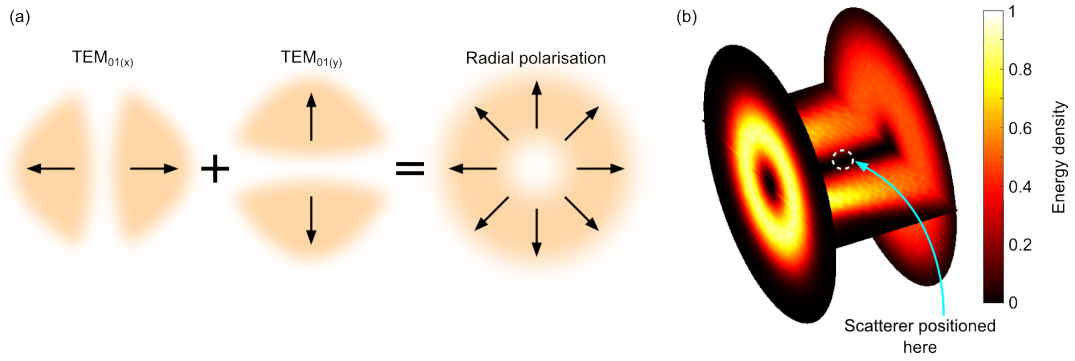 (a)
TEM01(x)
TEM01(y)
Radial polarisation
+
=
(b)
1
0.8
0.6
0.4
0.2
0
Energy density
Scatterer positioned
here